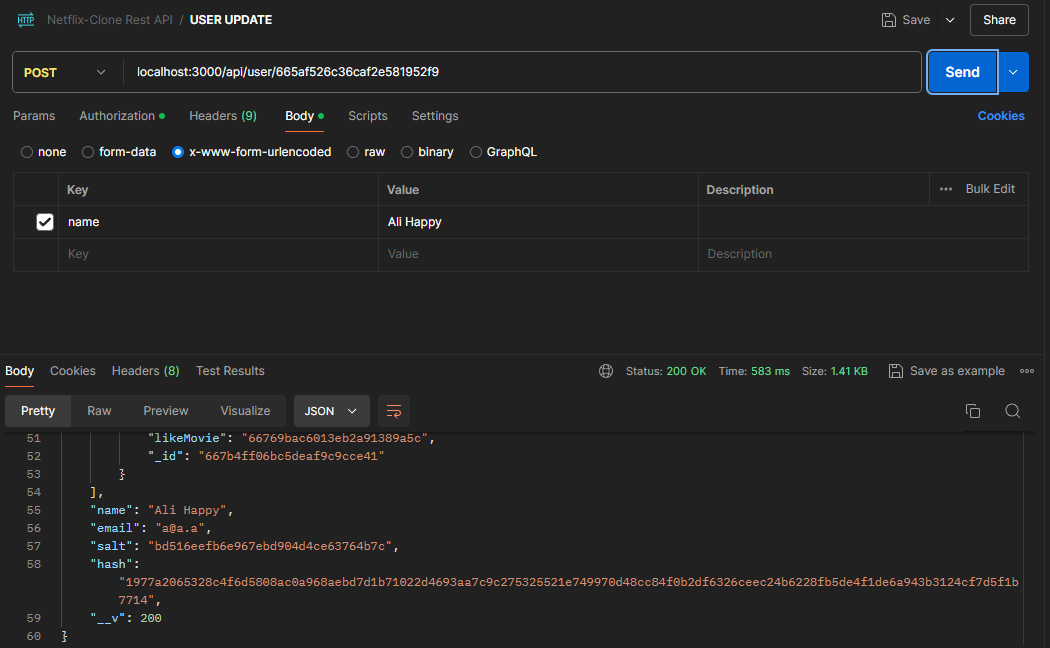 HTTP Netflix-Clone Rest API / USER UPDATE Save Share
POST localhost:3000/api/user/665af526c36caf2e581952f9 Send
Params Authorization Headers (9) Body Scripts Settings Cookies
none form-data x-www-form-urlencoded raw binary GraphQL
Key Value Description Bulk Edit
name Ali Happy
Key Value Description
Body Cookies Headers (8) Test Results Status: 200 OK Time: 583 ms Size: 1.41 KB Save as example
Pretty Raw Preview Visualize JSON
51 "likeMovie": "66769bac6013eb2a91389a5c",
52 "_id": "667b4ff06bc5deaf9c9cce41"
53 }
54 ],
55 "name": "Ali Happy",
56 "email": "a@a.a",
57 "salt": "bd516eefb6e967ebd904d4ce63764b7c",
58 "hash":
"1977a2065328c4f6d5808ac0a968aebd7d1b71022d4693aa7c9c275325521e749970d48cc84f0b2df6326ceec24b6228fb5de4f1de6a943b3124cf7d5f1b
7714",
59 "__v": 200
60 }